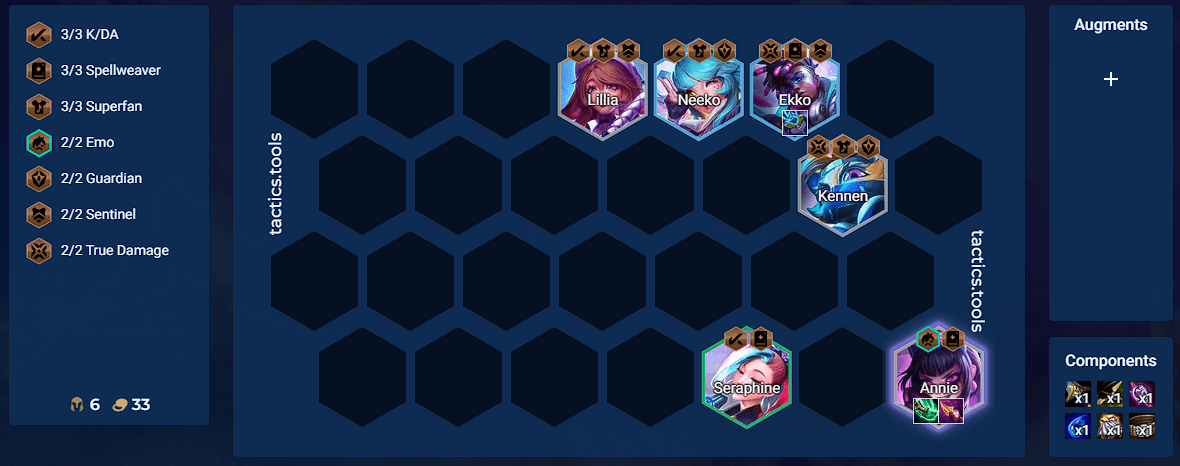 3/3 K/DA
3/3 Spellweaver
3/3 Superfan
2/2 Emo
2/2 Guardian
2/2 Sentinel
2/2 True Damage
6 33
tactics.tools
Lillia
Neeko
Ekko
Kennen
tactics.tools
Seraphine
Annie
Augments
+
Components
x1 x1 x1
x1 x1 x1